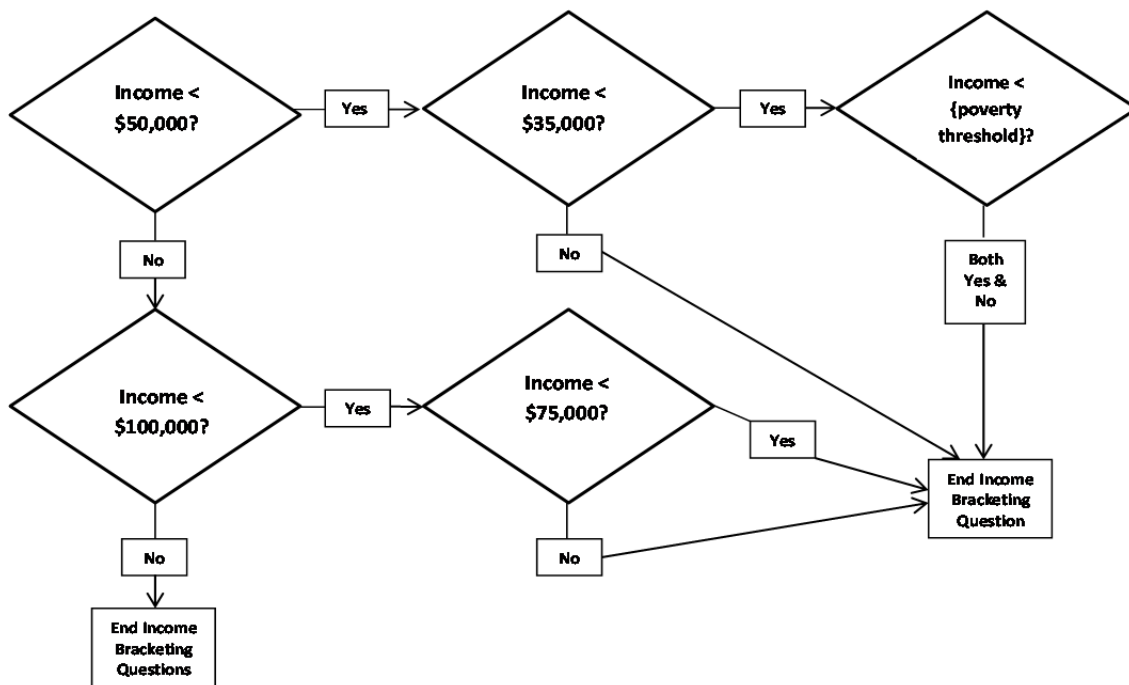 Income <
$50,000?
Yes
Income <
$35,000?
Yes
Income <
{poverty
threshold}?
No
No
Both
Yes &
No
Income <
$100,000?
Yes
Income <
$75,000?
Yes
End Income
Bracketing
Question
No
No
End Income
Bracketing
Questions